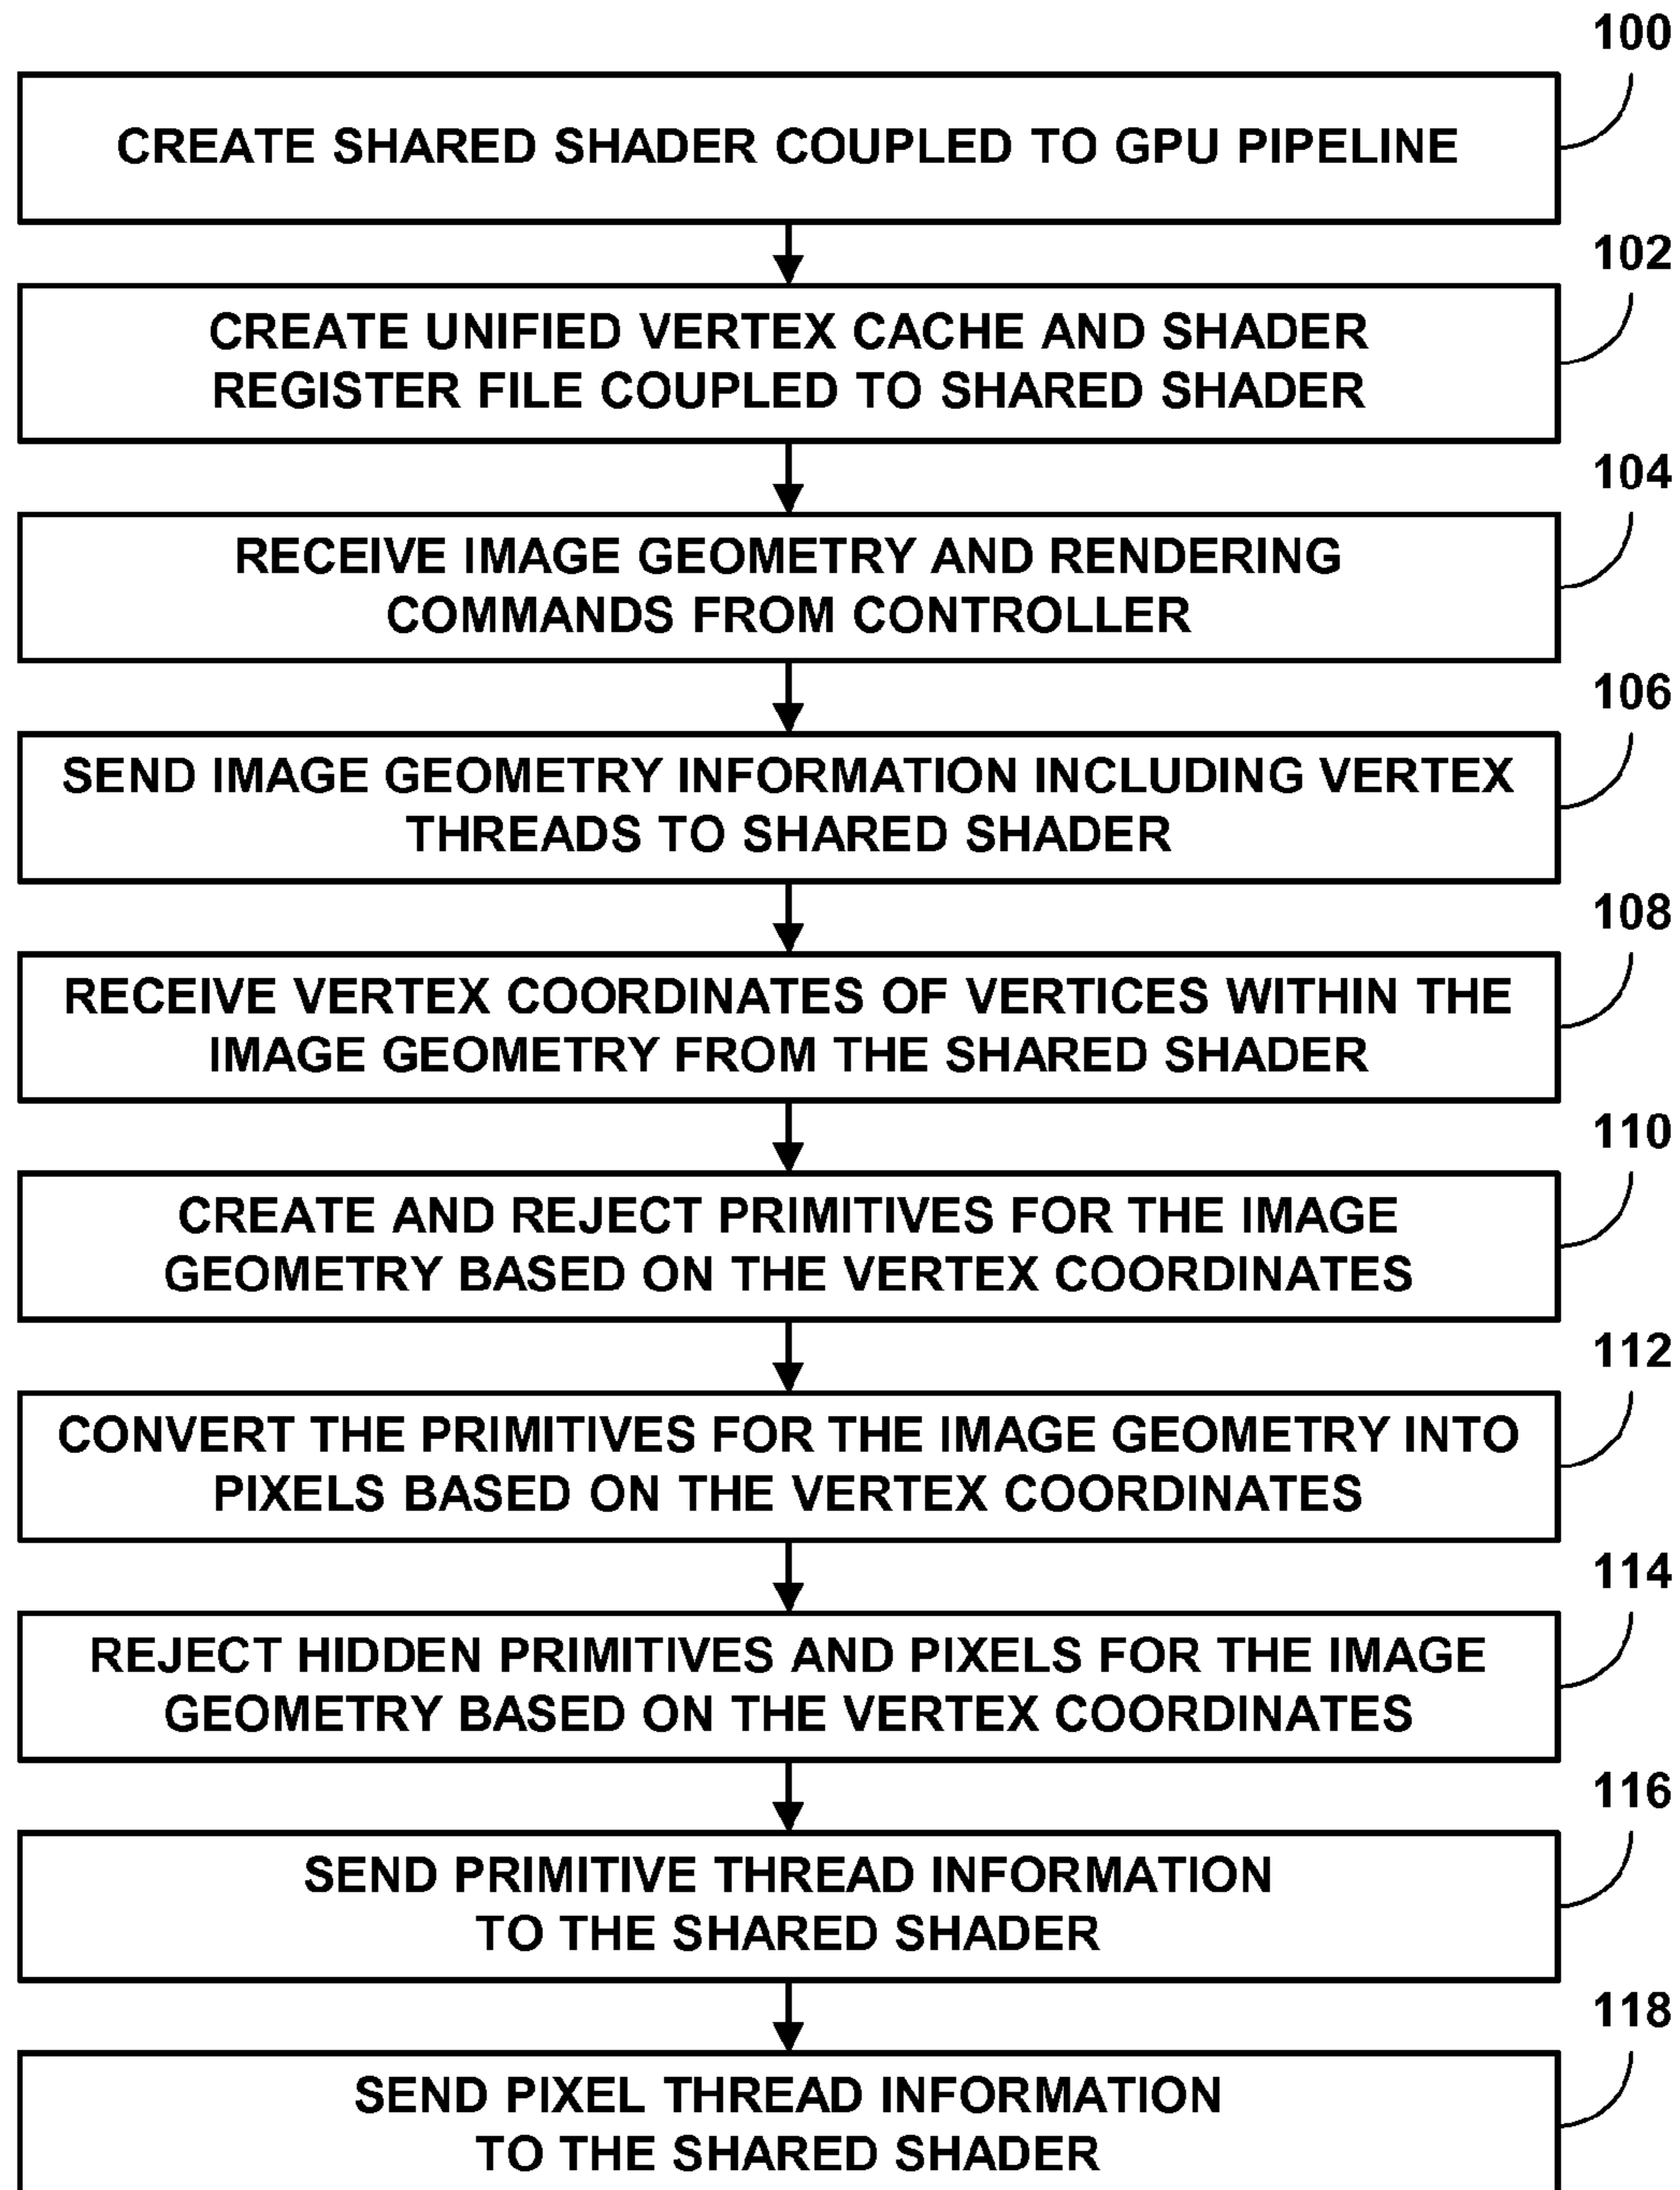 100
CREATE SHARED SHADER COUPLED TO GPU PIPELINE
102
CREATE UNIFIED VERTEX CACHE AND SHADER
REGISTER FILE COUPLED TO SHARED SHADER
104
RECEIVE IMAGE GEOMETRY AND RENDERING
COMMANDS FROM CONTROLLER
106
SEND IMAGE GEOMETRY INFORMATION INCLUDING VERTEX
THREADS TO SHARED SHADER
108
RECEIVE VERTEX COORDINATES OF VERTICES WITHIN THE
IMAGE GEOMETRY FROM THE SHARED SHADER
110
CREATE AND REJECT PRIMITIVES FOR THE IMAGE
GEOMETRY BASED ON THE VERTEX COORDINATES
112
CONVERT THE PRIMITIVES FOR THE IMAGE GEOMETRY INTO
PIXELS BASED ON THE VERTEX COORDINATES
114
REJECT HIDDEN PRIMITIVES AND PIXELS FOR THE IMAGE
GEOMETRY BASED ON THE VERTEX COORDINATES
116
SEND PRIMITIVE THREAD INFORMATION
TO THE SHARED SHADER
118
SEND PIXEL THREAD INFORMATION
TO THE SHARED SHADER